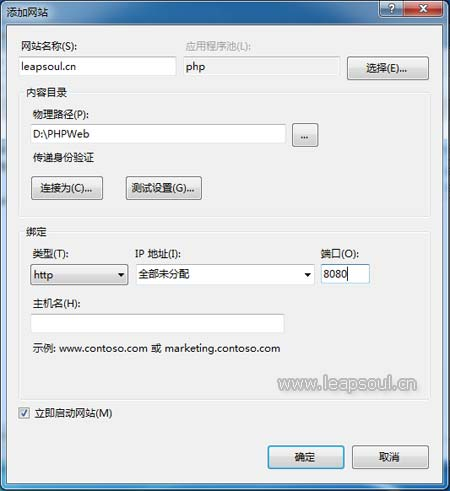 添加网站
网站名称(S): 应用程序池(L):
leapsoul.cn php 选择(E)...
内容目录
物理路径(P):
D:\PHPWeb ...
传递身份验证
连接为(C)... 测试设置(G)...
绑定
类型(T): IP 地址(I): 端口(O):
http 全部未分配 8080
主机名(H):
示例: www.contoso.com 或 marketing.contoso.com
www.leapsoul.cn
立即启动网站(M)
确定 取消